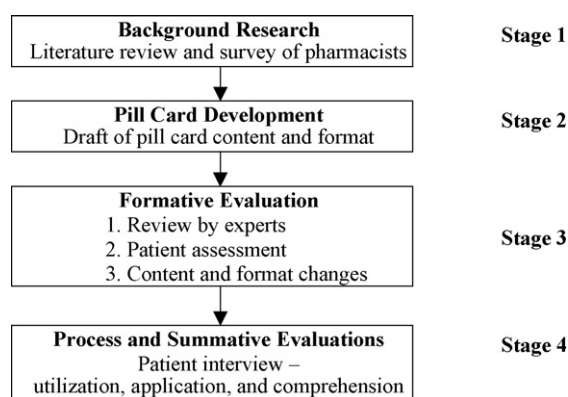 Background Research
Literature review and survey of pharmacists
Stage 1
Pill Card Development
Draft of pill card content and format
Stage 2
Formative Evaluation
1. Review by experts
2. Patient assessment
3. Content and format changes
Stage 3
Process and Summative Evaluations
Patient interview –
utilization, application, and comprehension
Stage 4